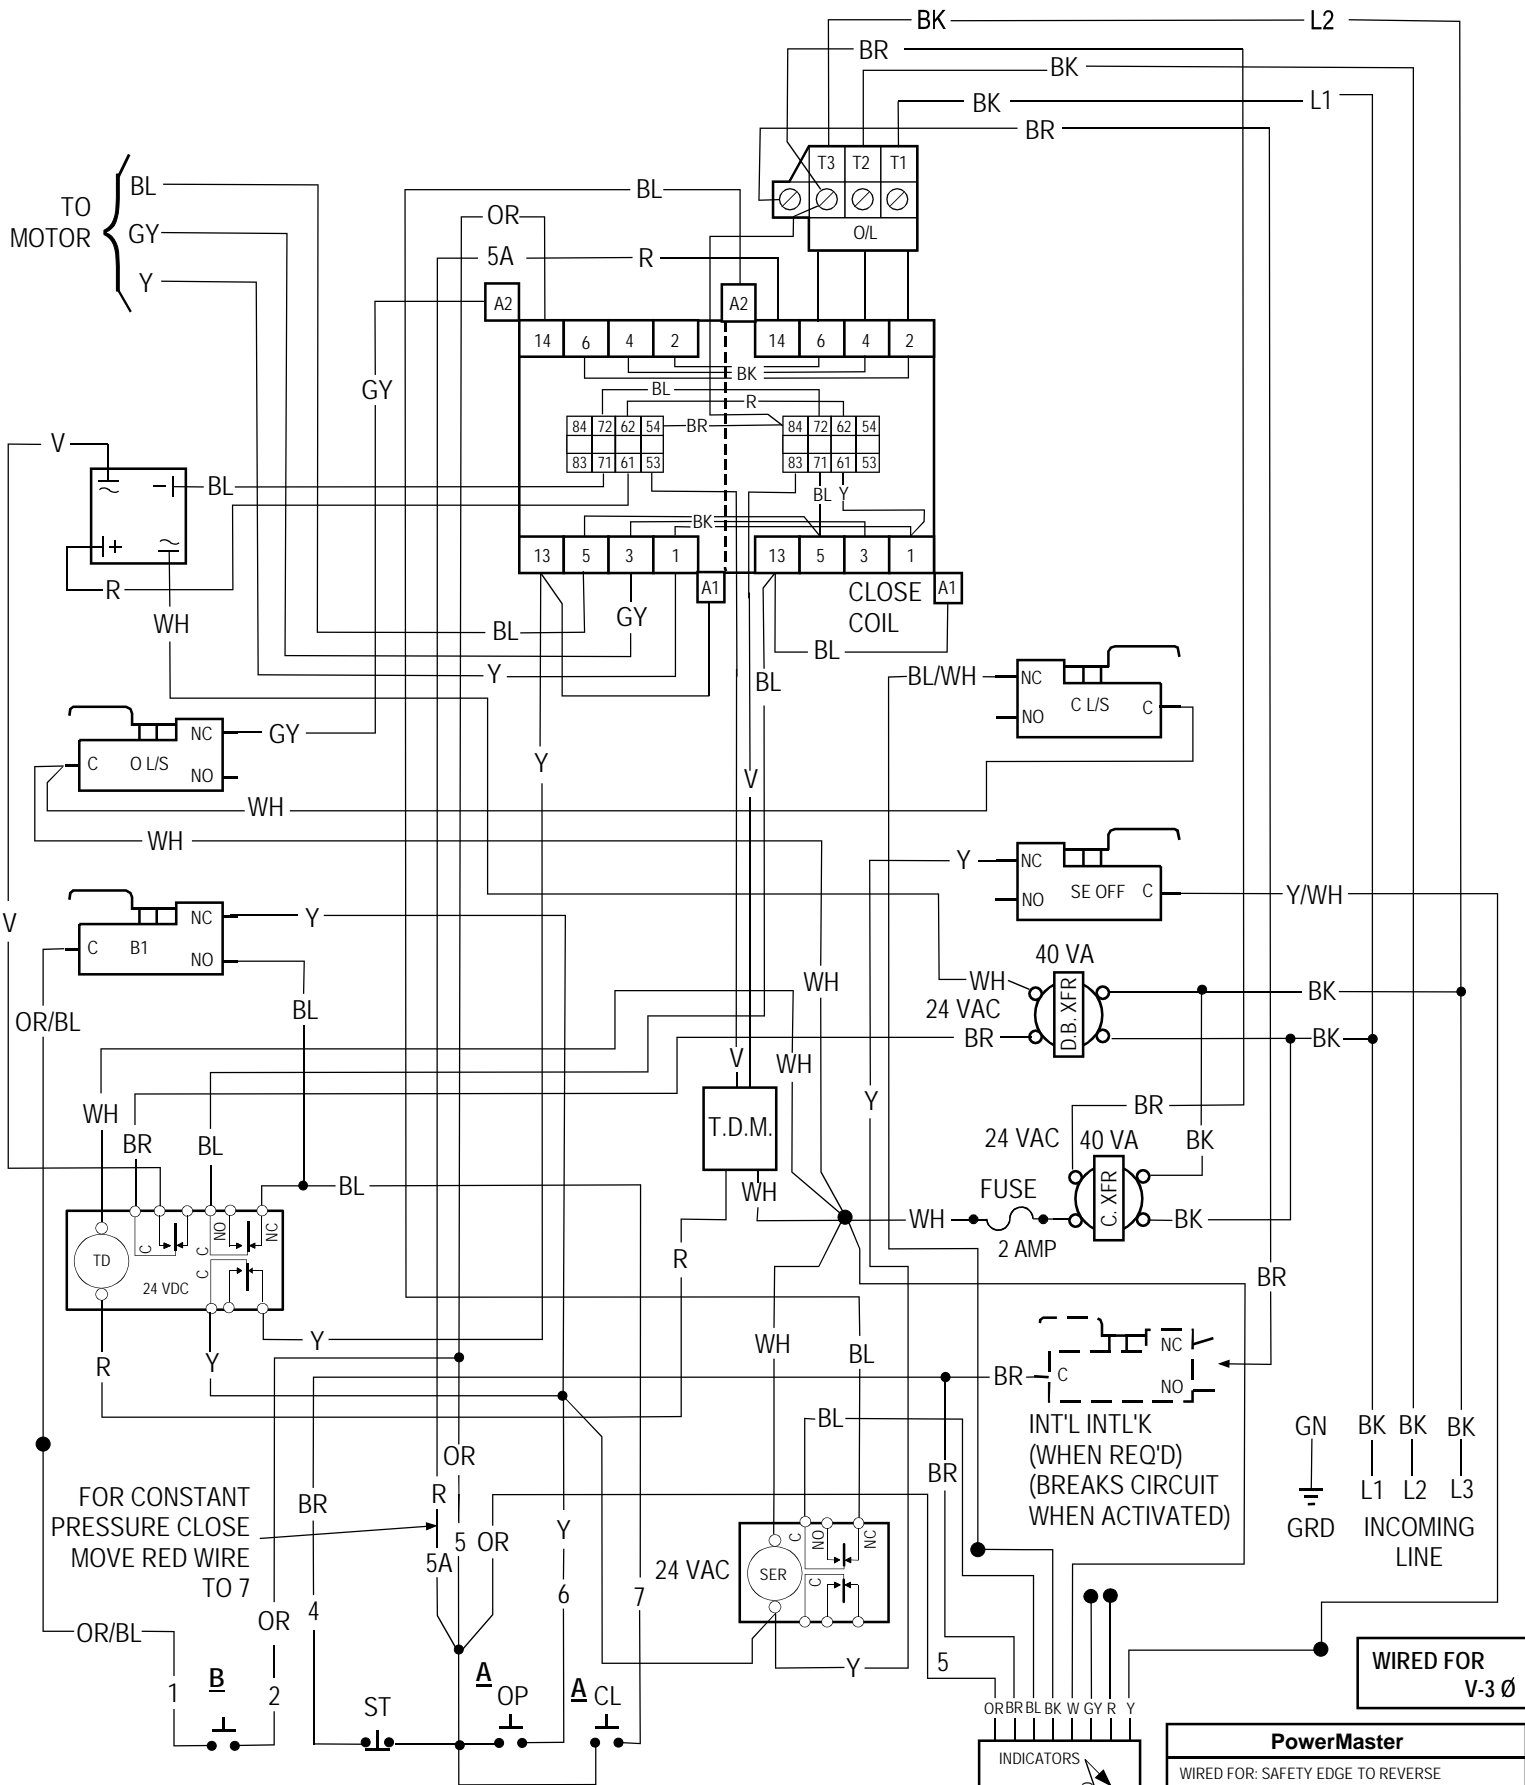 BK
L2
BR
BK
BK
L1
BR
T3 T2 T1
O/L
TO
MOTOR
BL
GY
Y
BL
OR
5A
R
A2
A2
14 6 4 2
14 6 4 2
BK
GY
BL
R
84 72 62 54
BR
84 72 62 54
83 71 61 53
83 71 61 53
BL Y
V
BL
R
WH
BK
13 5 3 1
13 5 3 1
A1
A1
CLOSE
COIL
GY
BL
BL
Y
BL
BL/WH
NC
NO
C L/S
C
NC
GY
C
O L/S
NO
Y
V
WH
WH
Y
NC
NO
SE OFF
C
Y/WH
V
NC
Y
C
B1
NO
40 VA
WH
WH
24 VAC
D.B. XFR
BK
OR/BL
BL
BR
BK
V
WH
Y
WH
BR
BL
T.D.M.
BR
24 VAC 40 VA
BK
BL
WH
FUSE
WH
C. XFR
BK
2 AMP
TD
C
C
NO
NC
C
24 VDC
R
BR
Y
R
Y
WH
BL
BR
C
NC
NO
INT'L INTL'K
(WHEN REQ'D)
(BREAKS CIRCUIT
WHEN ACTIVATED)
BL
BR
GN
BK BK BK
L1 L2 L3
GRD
INCOMING
LINE
OR
FOR CONSTANT
PRESSURE CLOSE
MOVE RED WIRE
TO 7
R
5A
5
OR
BR
4
Y
6
7
24 VAC
SER
C
NO
NC
C
OR
OR/BL
Y
5
1
B
2
ST
A
OP
A
CL
OR BR BL BK W GY R Y
INDICATORS
WIRED FOR
V-3 Ø
PowerMaster
WIRED FOR: SAFETY EDGE TO REVERSE